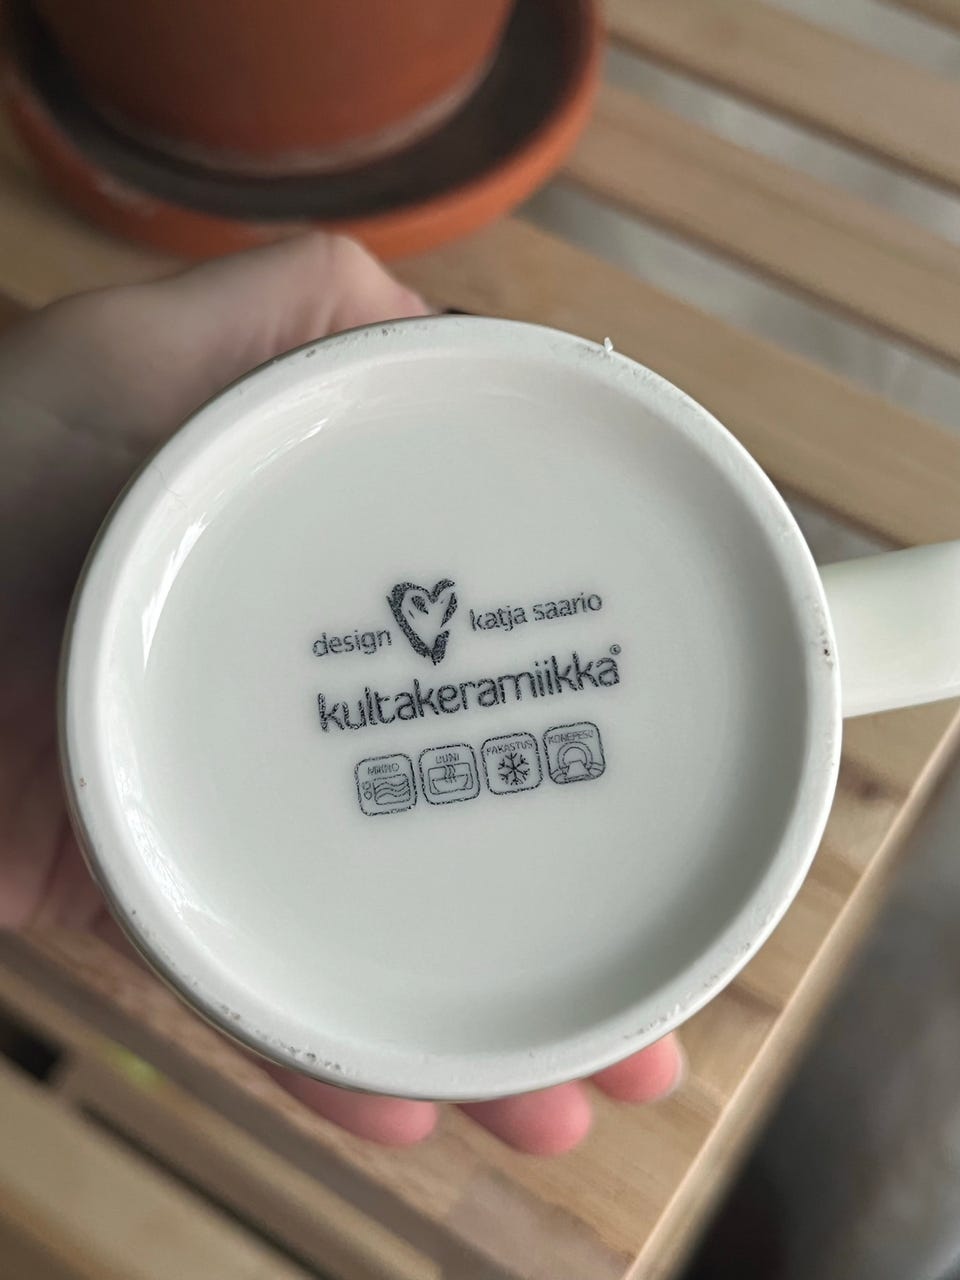 design katja saario
kultakeramiikka®
MIKRO UUNI PAKASTUS KONEPESU